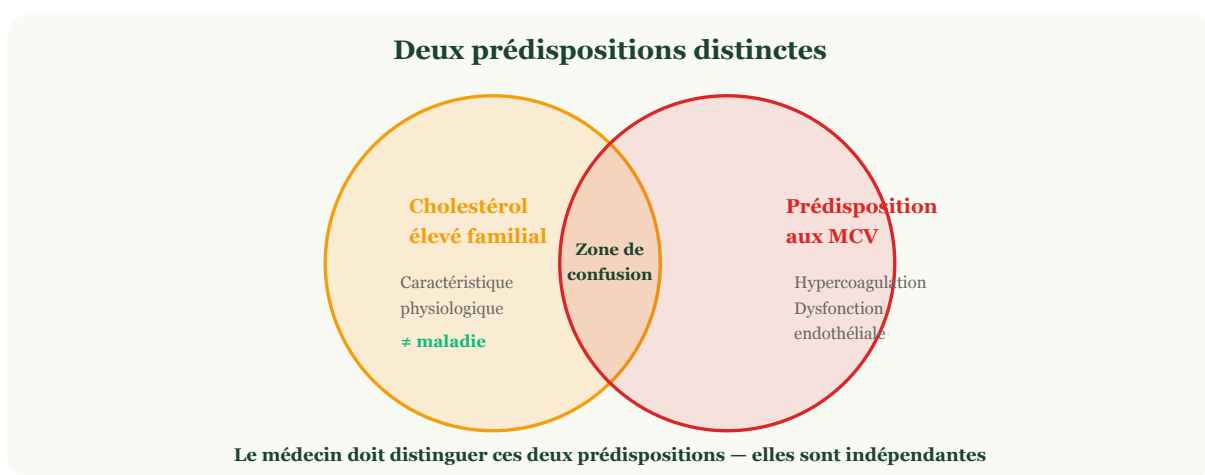 Deux prédispositions distinctes
Cholestérol
élevé familial
Caractéristique
physiologique
≠ maladie
Zone de
confusion
Prédisposition
aux MCV
Hypercoagulation
Dysfonction
endothéliale
Le médecin doit distinguer ces deux prédispositions — elles sont indépendantes